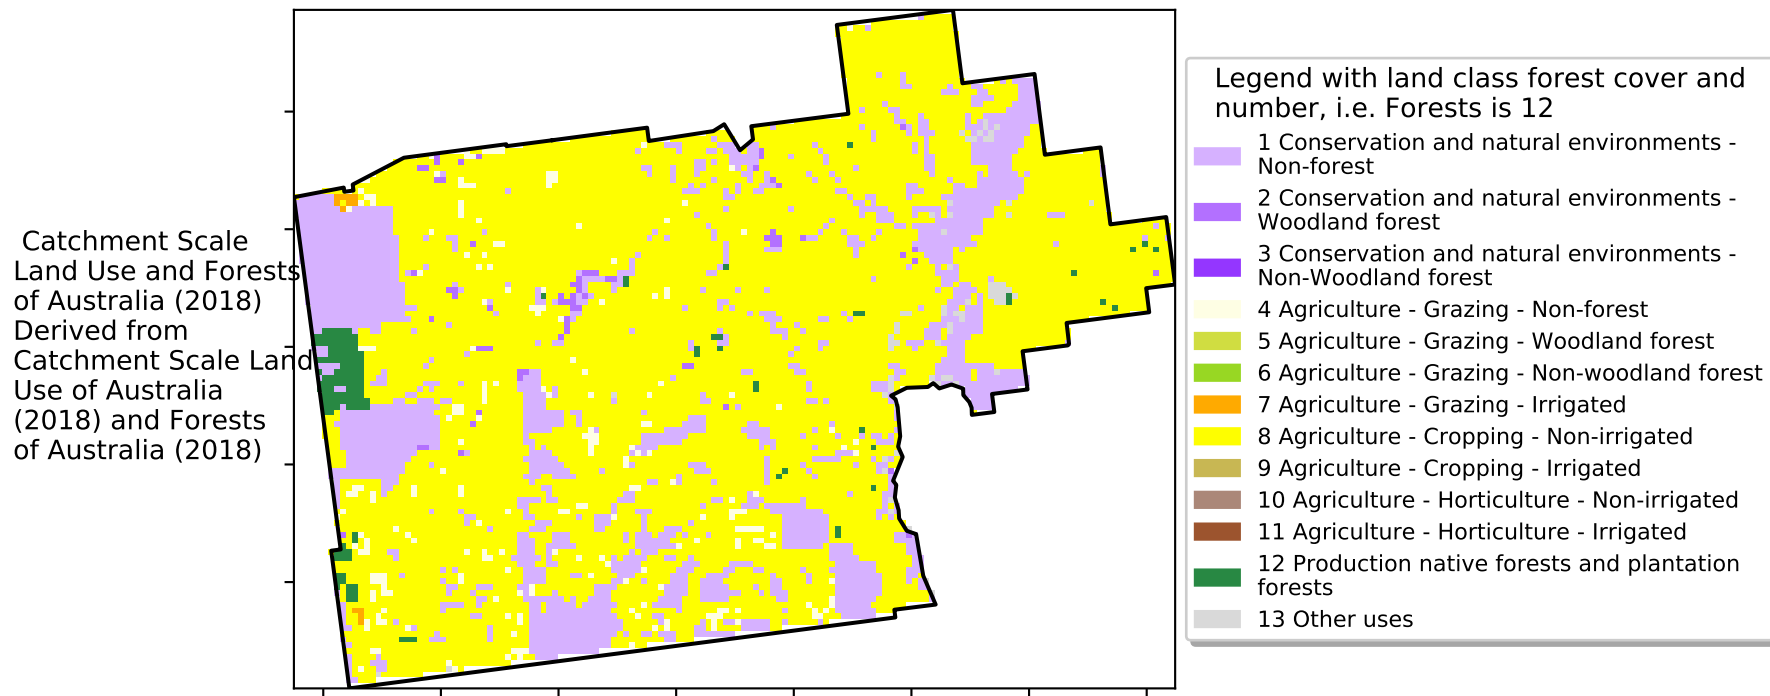 Catchment Scale
Land Use and Forests
of Australia (2018)
Derived from
Catchment Scale Land
Use of Australia
(2018) and Forests
of Australia (2018)
Legend with land class forest cover and
number, i.e. Forests is 12
1 Conservation and natural environments -
Non-forest
2 Conservation and natural environments -
Woodland forest
3 Conservation and natural environments -
Non-Woodland forest
4 Agriculture - Grazing - Non-forest
5 Agriculture - Grazing - Woodland forest
6 Agriculture - Grazing - Non-woodland forest
7 Agriculture - Grazing - Irrigated
8 Agriculture - Cropping - Non-irrigated
9 Agriculture - Cropping - Irrigated
10 Agriculture - Horticulture - Non-irrigated
11 Agriculture - Horticulture - Irrigated
12 Production native forests and plantation
forests
13 Other uses